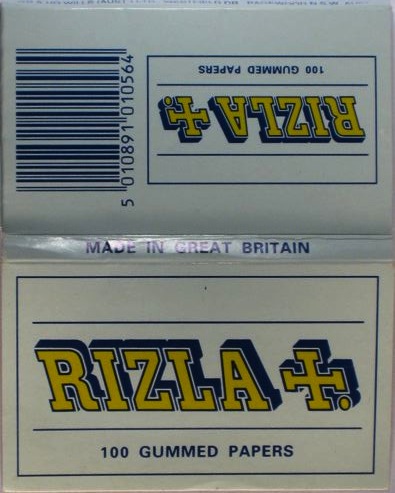 100 GUMMED PAPERS
RIZLA +.
5 010891 010564
MADE IN GREAT BRITAIN
RIZLA +.
100 GUMMED PAPERS